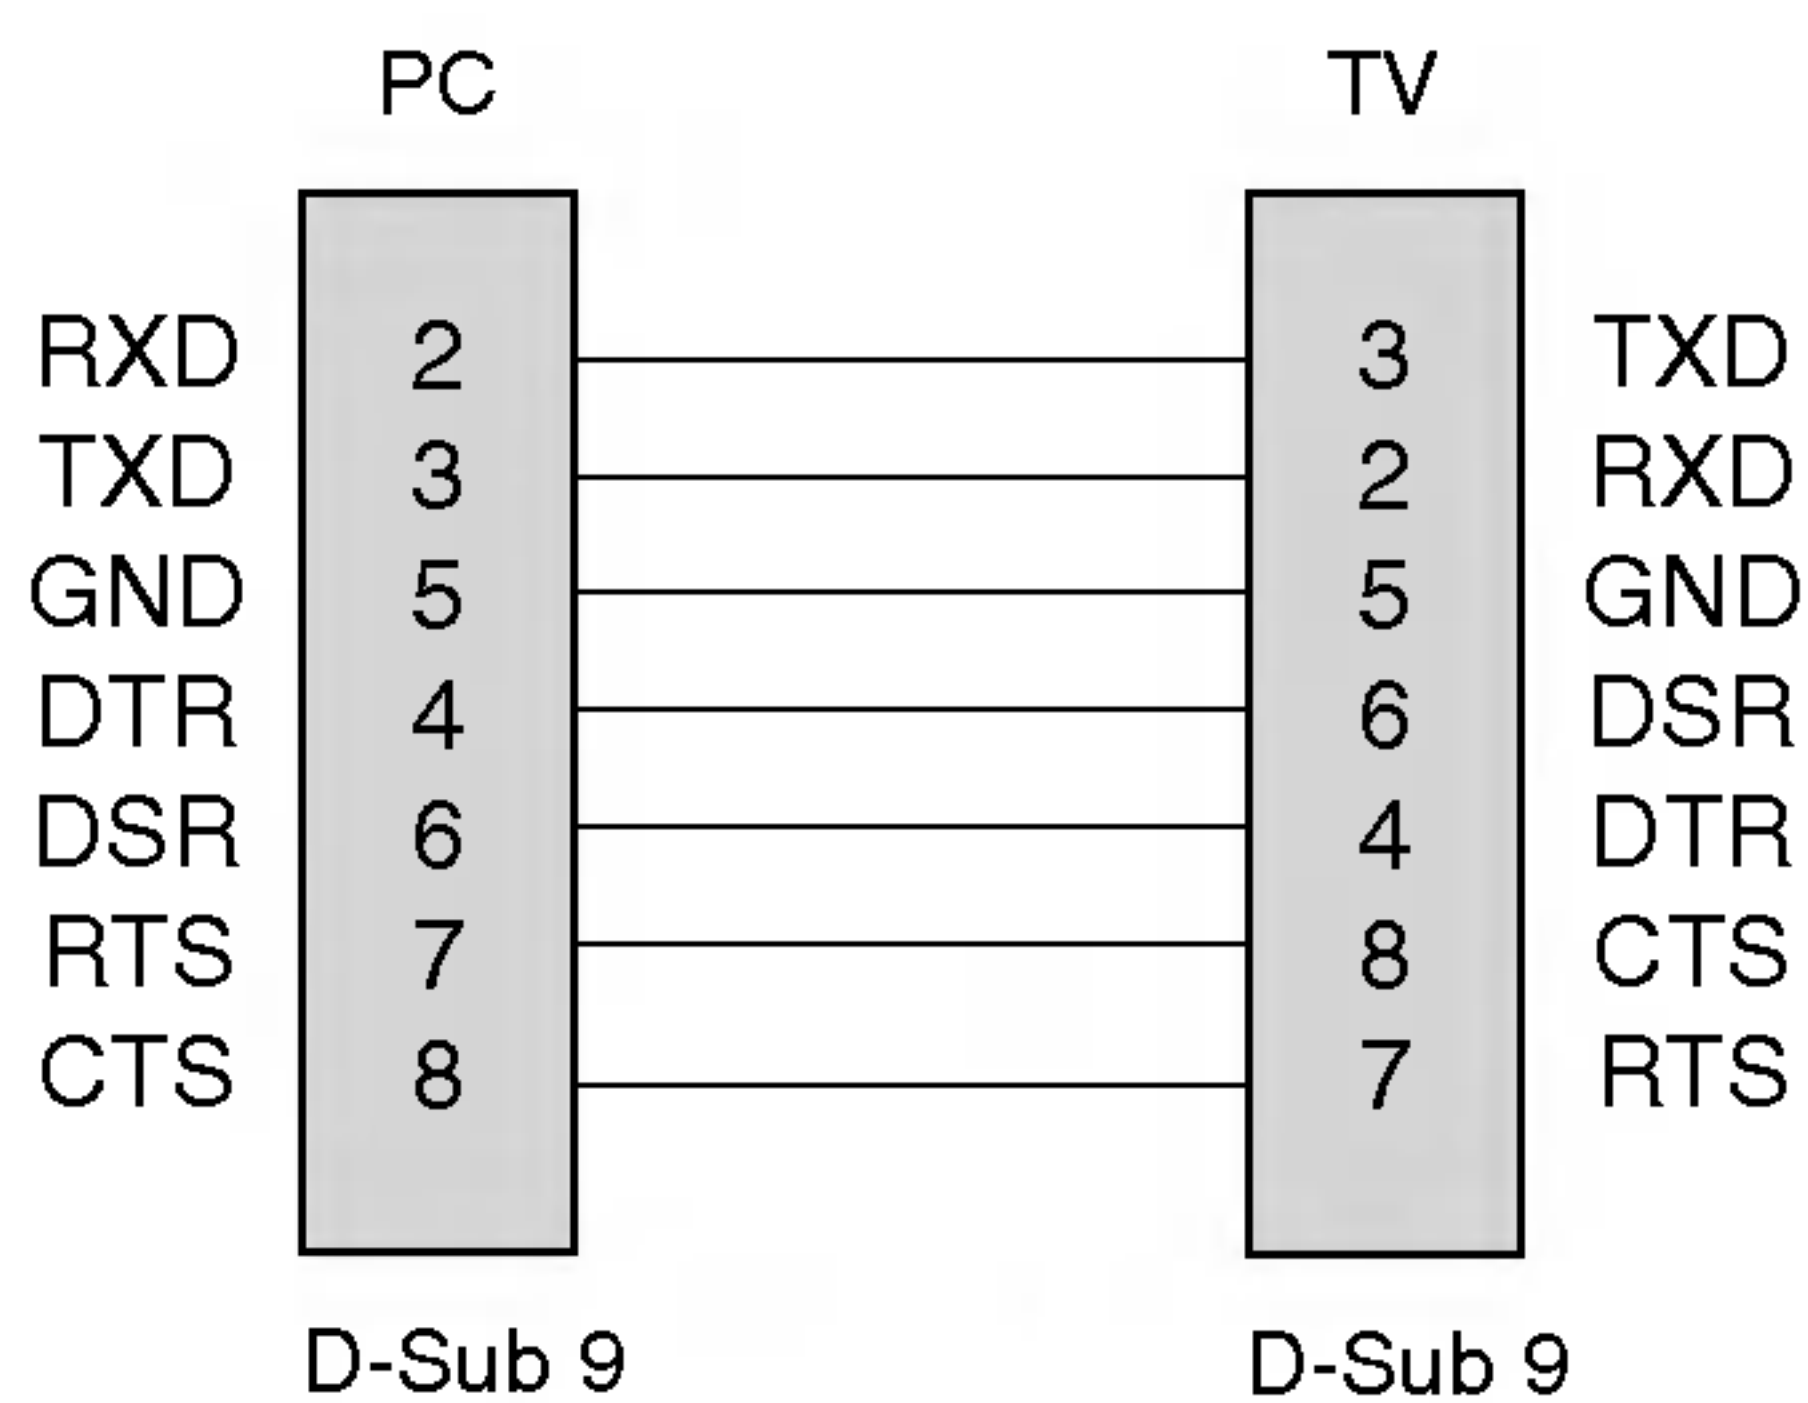 PC TV
RXD 2 3 TXD
TXD 3 2 RXD
GND 5 5 GND
DTR 4 6 DSR
DSR 6 4 DTR
RTS 7 8 CTS
CTS 8 7 RTS
D-Sub 9 D-Sub 9